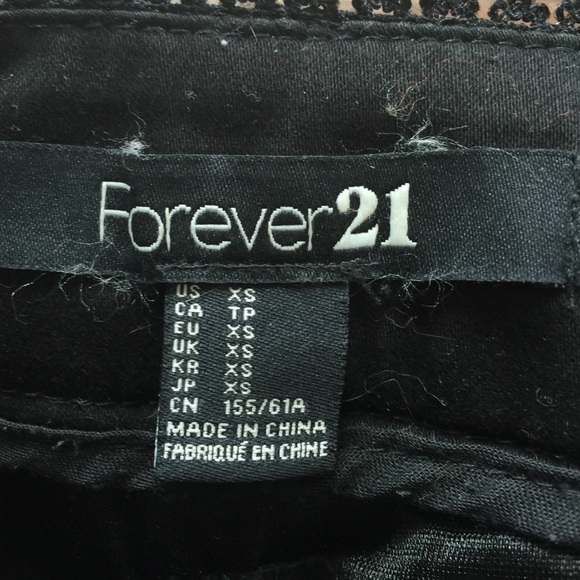 Forever21
US XS
CA TP
EU XS
UK XS
KR XS
JP XS
CN 155/61A
MADE IN CHINA
FABRIQUÉ EN CHINE